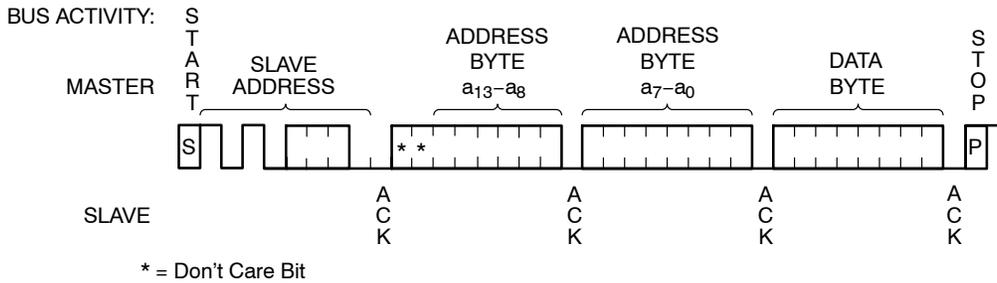 BUS ACTIVITY:
START
STOP
MASTER
SLAVE
ADDRESS
ADDRESS
BYTE
a13–a8
ADDRESS
BYTE
a7–a0
DATA
BYTE
S
* *
P
SLAVE
ACK
ACK
ACK
ACK
* = Don't Care Bit